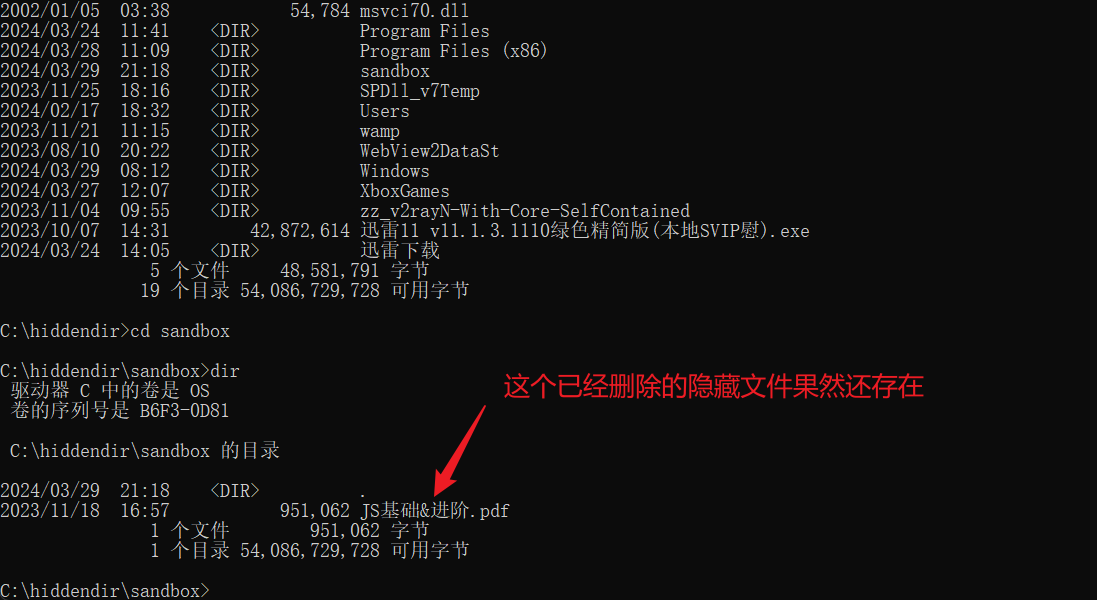 2002/01/05  03:38            54,784 msvci70.dll
2024/03/24  11:41    <DIR>          Program Files
2024/03/28  11:09    <DIR>          Program Files (x86)
2024/03/29  21:18    <DIR>          sandbox
2023/11/25  18:16    <DIR>          SPDll_v7Temp
2024/02/17  18:32    <DIR>          Users
2023/11/21  11:15    <DIR>          wamp
2023/08/10  20:22    <DIR>          WebView2DataSt
2024/03/29  08:12    <DIR>          Windows
2024/03/27  12:07    <DIR>          XboxGames
2023/11/04  09:55    <DIR>          zz_v2rayN-With-Core-SelfContained
2023/10/07  14:31        42,872,614 迅雷11_v11.1.3.1110绿色精简版(本地SVIP慰).exe
2024/03/24  14:05    <DIR>          迅雷下载
5 个文件     48,581,791 字节
19 个目录 54,086,729,728 可用字节
C:\hiddendir>cd sandbox
C:\hiddendir\sandbox>dir
驱动器 C 中的卷是 OS
卷的序列号是 B6F3-0D81
这个已经删除的隐藏文件果然还存在
C:\hiddendir\sandbox 的目录
2024/03/29  21:18    <DIR>          .
2023/11/18  16:57           951,062 JS基础&进阶.pdf
1 个文件        951,062 字节
1 个目录 54,086,729,728 可用字节
C:\hiddendir\sandbox>